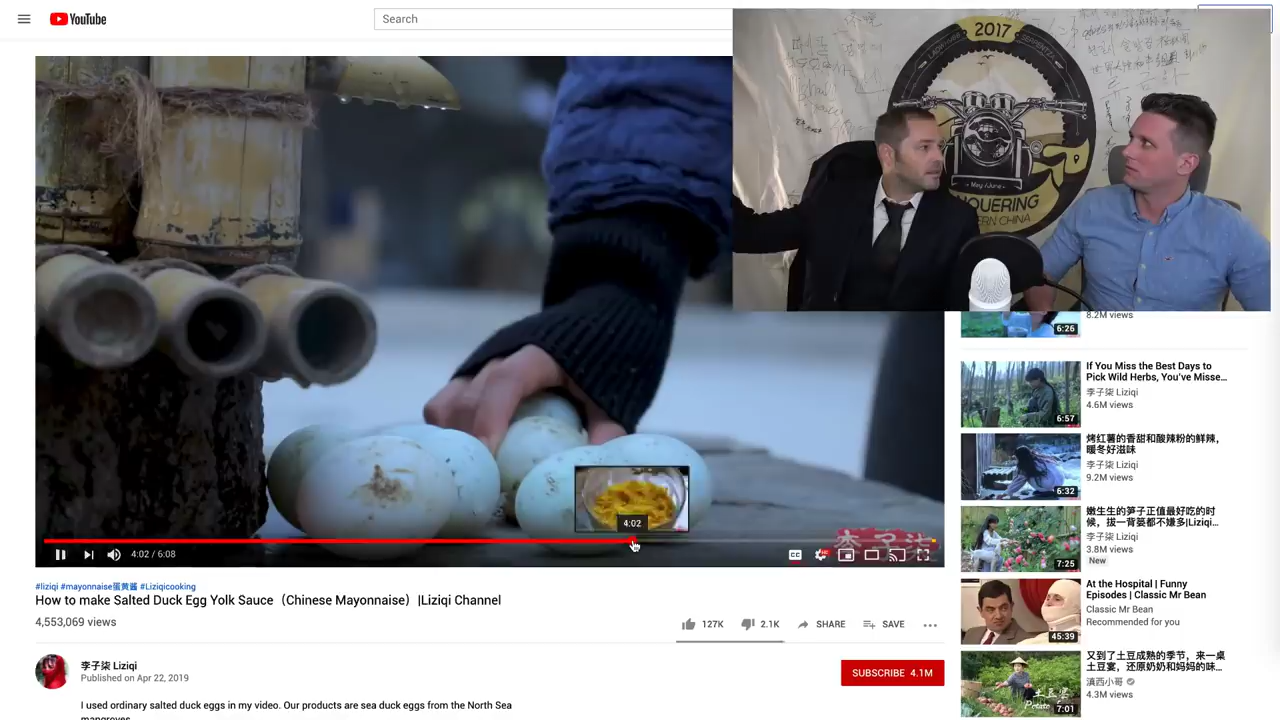 YouTube
Search
2017
May / June
4:02
4:02 / 6:08
李子柒
#liziqi #mayonnaise蛋黄酱 #Liziqicooking
How to make Salted Duck Egg Yolk Sauce（Chinese Mayonnaise）|Liziqi Channel
4,553,069 views
127K
2.1K
SHARE
SAVE
李子柒 Liziqi
Published on Apr 22, 2019
SUBSCRIBE 4.1M
I used ordinary salted duck eggs in my video. Our products are sea duck eggs from the North Sea
mangroves
8.2M views
6:26
If You Miss the Best Days to
Pick Wild Herbs, You've Misse...
李子柒 Liziqi
4.6M views
6:57
烤红薯的香甜和酸辣粉的鲜辣，
暖冬好滋味
李子柒 Liziqi
9.2M views
6:32
嫩生生的笋子正值最好吃的时
候，拔一背篓都不嫌多|Liziqi...
李子柒 Liziqi
3.8M views
New
7:25
At the Hospital | Funny
Episodes | Classic Mr Bean
Classic Mr Bean
Recommended for you
45:39
又到了土豆成熟的季节，来一桌
土豆宴，还原奶奶和妈妈的味...
滇西小哥
4.3M views
土豆宴
7:01